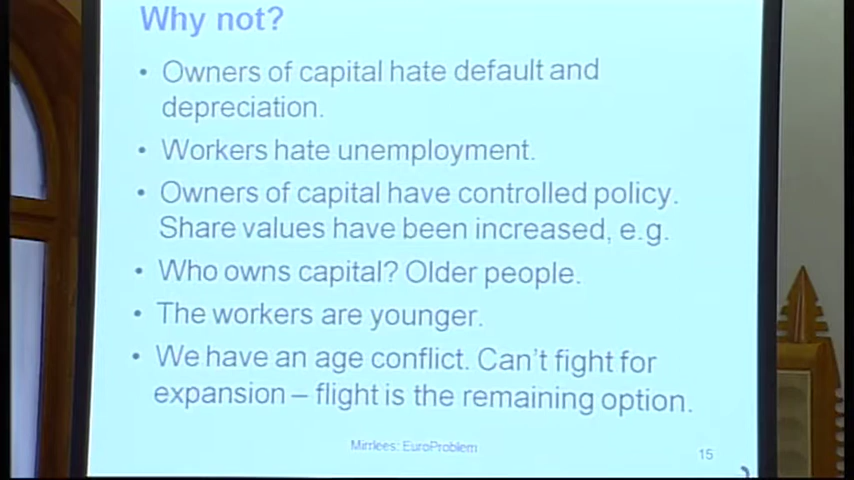 Why not?
• Owners of capital hate default and
depreciation.
• Workers hate unemployment.
• Owners of capital have controlled policy.
Share values have been increased, e.g.
• Who owns capital? Older people.
• The workers are younger.
• We have an age conflict. Can't fight for
expansion – flight is the remaining option.
Mirrlees: EuroProblem
15